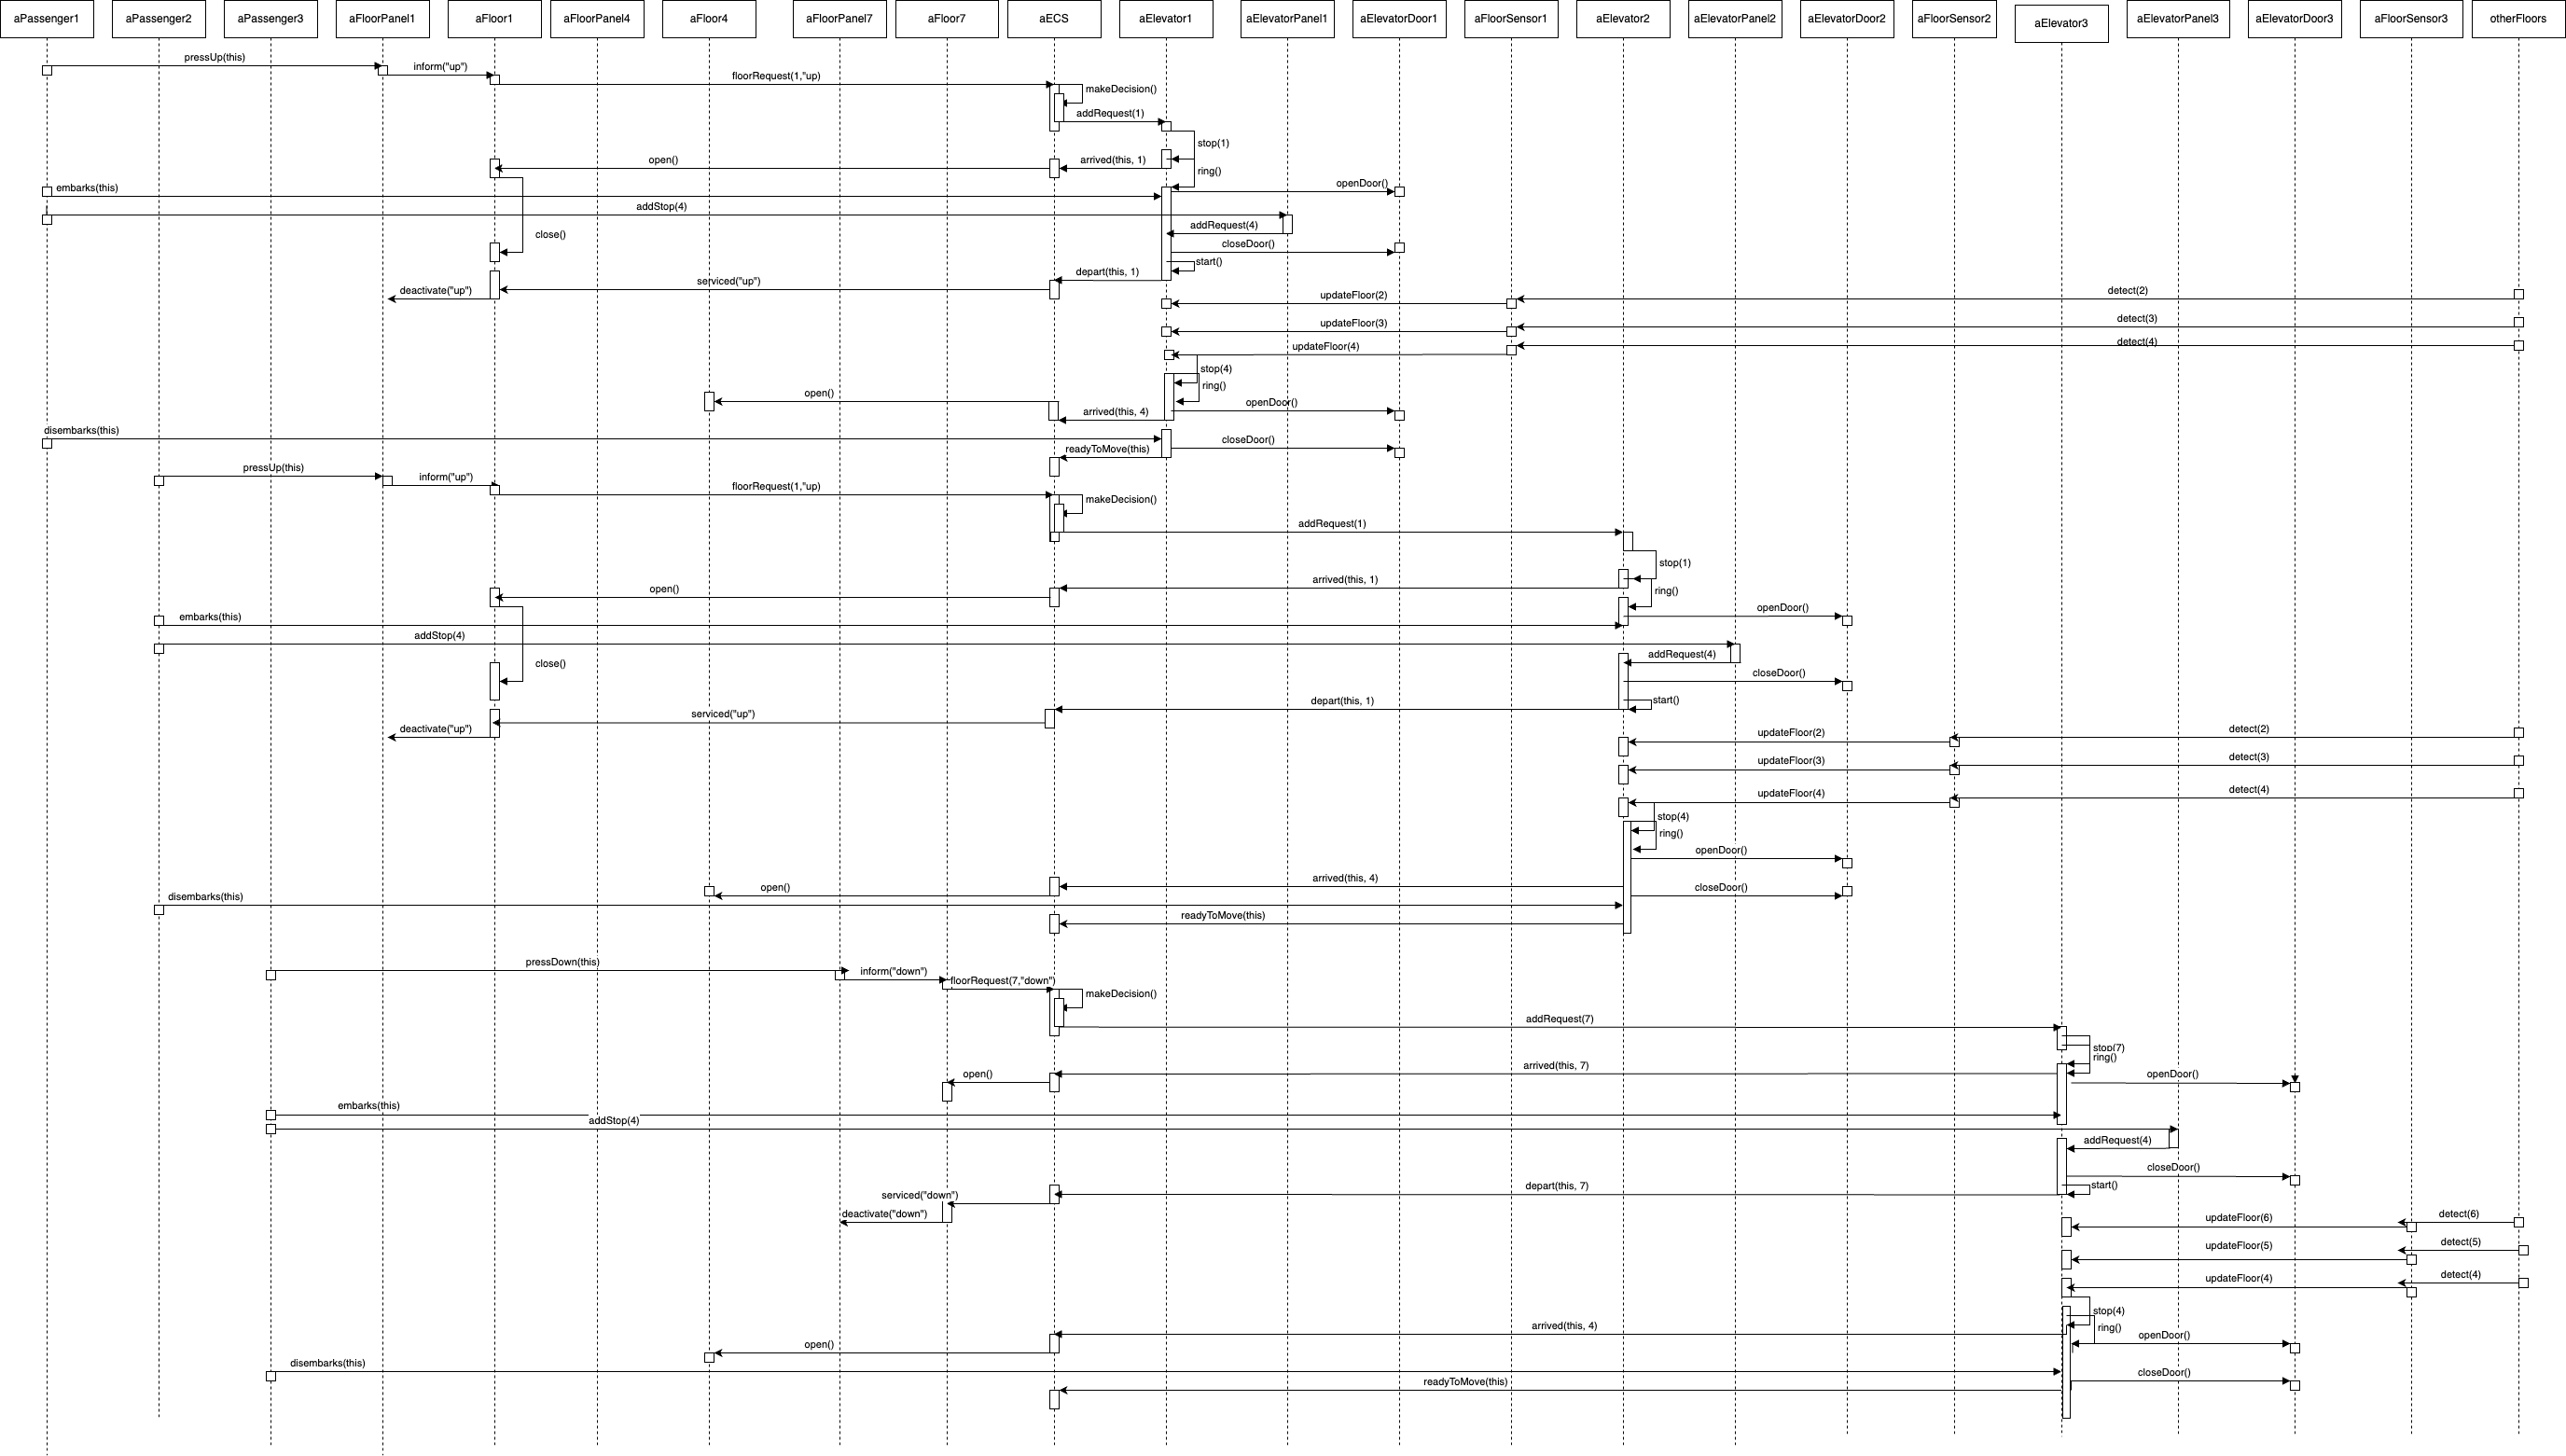 aPassenger1
aPassenger2
aPassenger3
aFloorPanel1
aFloor1
aFloorPanel4
aFloor4
aFloorPanel7
aFloor7
aECS
aElevator1
aElevatorPanel1
aElevatorDoor1
aFloorSensor1
aElevator2
aElevatorPanel2
aElevatorDoor2
aFloorSensor2
aElevator3
aElevatorPanel3
aElevatorDoor3
aFloorSensor3
otherFloors
pressUp(this)
inform("up")
floorRequest(1,"up)
makeDecision()
addRequest(1)
stop(1)
open()
arrived(this, 1)
ring()
embarks(this)
openDoor()
addStop(4)
addRequest(4)
close()
closeDoor()
start()
depart(this, 1)
serviced("up")
deactivate("up")
detect(2)
updateFloor(2)
detect(3)
updateFloor(3)
detect(4)
updateFloor(4)
stop(4)
ring()
open()
openDoor()
arrived(this, 4)
disembarks(this)
closeDoor()
readyToMove(this)
pressUp(this)
inform("up")
floorRequest(1,"up)
makeDecision()
addRequest(1)
stop(1)
arrived(this, 1)
open()
ring()
embarks(this)
openDoor()
addStop(4)
addRequest(4)
close()
closeDoor()
start()
depart(this, 1)
serviced("up")
deactivate("up")
detect(2)
updateFloor(2)
detect(3)
updateFloor(3)
detect(4)
updateFloor(4)
stop(4)
ring()
openDoor()
arrived(this, 4)
open()
closeDoor()
disembarks(this)
readyToMove(this)
pressDown(this)
inform("down")
floorRequest(7,"down")
makeDecision()
addRequest(7)
stop(7)
ring()
arrived(this, 7)
open()
openDoor()
embarks(this)
addStop(4)
addRequest(4)
closeDoor()
start()
depart(this, 7)
serviced("down")
deactivate("down")
detect(6)
updateFloor(6)
detect(5)
updateFloor(5)
detect(4)
updateFloor(4)
stop(4)
ring()
arrived(this, 4)
openDoor()
open()
disembarks(this)
closeDoor()
readyToMove(this)